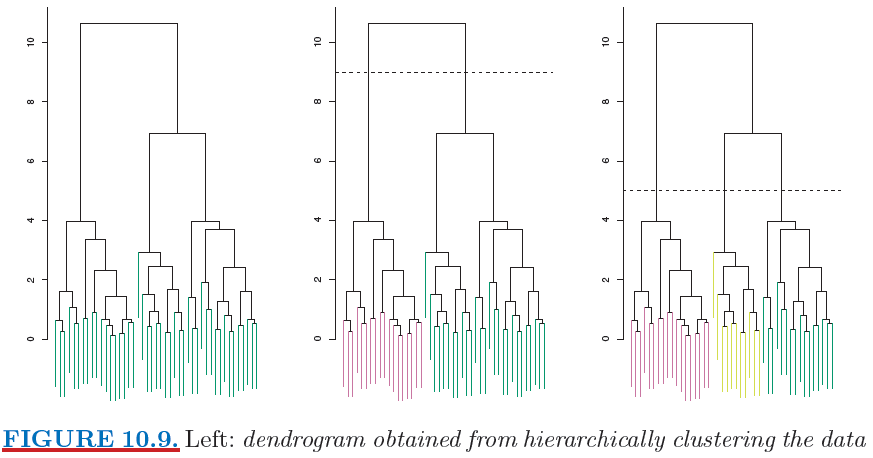 10 10 10
8 8 8
6 6 6
4 4 4
2 2 2
0 0 0
FIGURE 10.9. Left: dendrogram obtained from hierarchically clustering the data